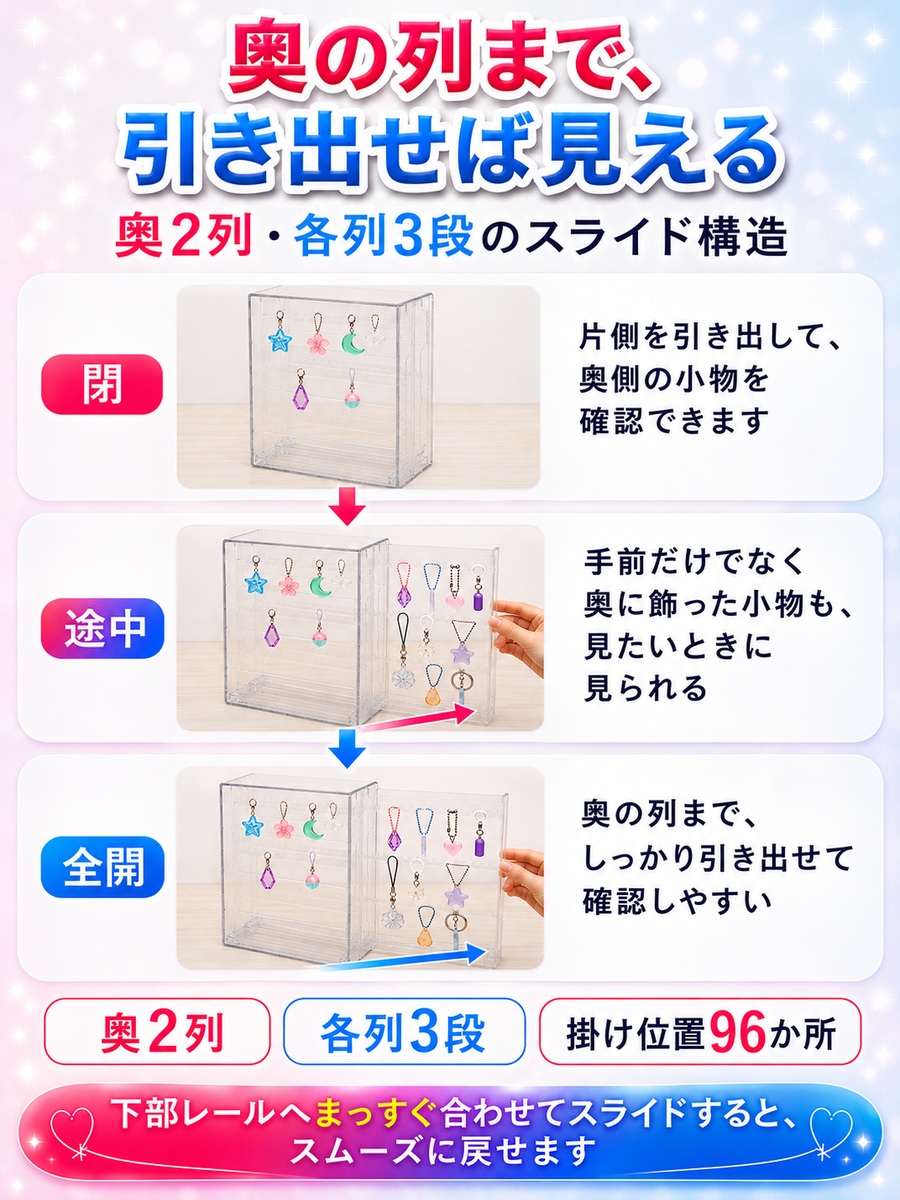 奥の列まで、
引き出せば見える
奥2列・各列3段のスライド構造
閉
片側を引き出して、
奥側の小物を
確認できます
途中
手前だけでなく
奥に飾った小物も、
見たいときに
見られる
全開
奥の列まで、
しっかり引き出せて
確認しやすい
奥2列
各列3段
掛け位置96か所
下部レールへまっすぐ合わせてスライドすると、
スムーズに戻せます